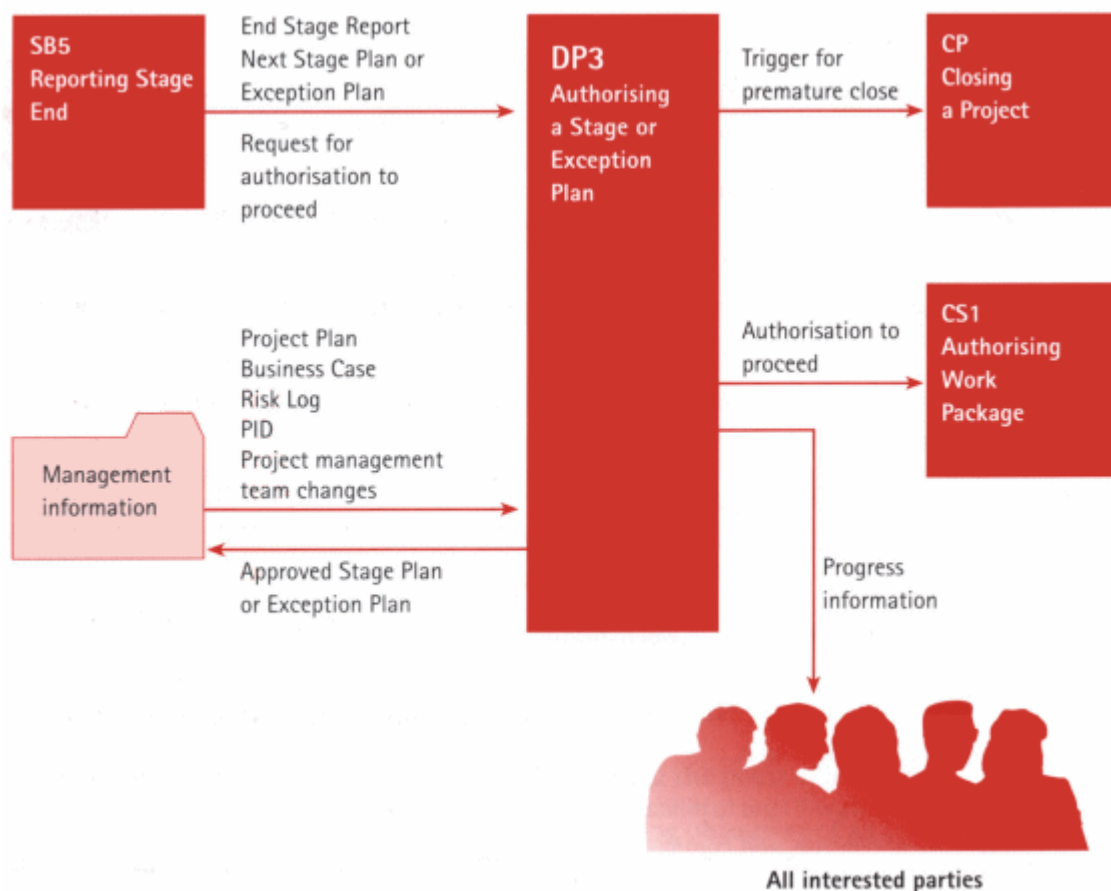 SB5
Reporting Stage
End
End Stage Report
Next Stage Plan or
Exception Plan
Request for
authorisation to
proceed
DP3
Authorising
a Stage or
Exception
Plan
Trigger for
premature close
CP
Closing
a Project
Project Plan
Business Case
Risk Log
PID
Project management
team changes
Management
information
Approved Stage Plan
or Exception Plan
Authorisation to
proceed
CS1
Authorising
Work
Package
Progress
information
All interested parties